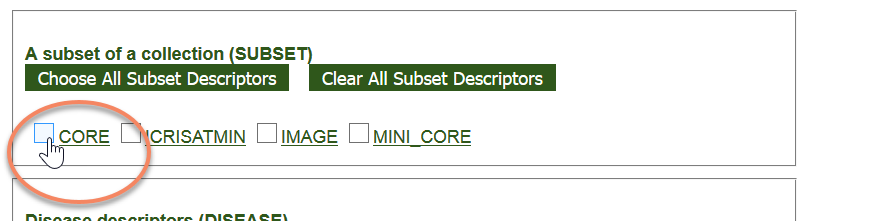 A subset of a collection (SUBSET)
Choose All Subset Descriptors Clear All Subset Descriptors
CORE ICRISATMIN IMAGE MINI_CORE
Disease descriptors (DISEASE)